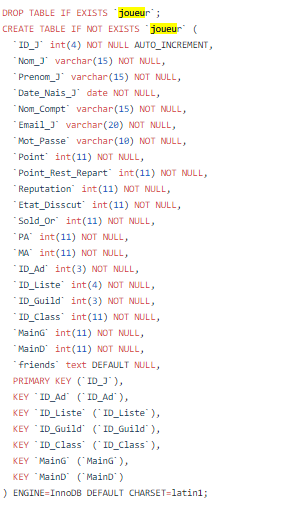 DROP TABLE IF EXISTS `joueur`;
CREATE TABLE IF NOT EXISTS `joueur` (
  `ID_J` int(4) NOT NULL AUTO_INCREMENT,
  `Nom_J` varchar(15) NOT NULL,
  `Prenom_J` varchar(15) NOT NULL,
  `Date_Nais_J` date NOT NULL,
  `Nom_Compt` varchar(15) NOT NULL,
  `Email_J` varchar(20) NOT NULL,
  `Mot_Passe` varchar(10) NOT NULL,
  `Point` int(11) NOT NULL,
  `Point_Rest_Repart` int(11) NOT NULL,
  `Reputation` int(11) NOT NULL,
  `Etat_Disscut` int(11) NOT NULL,
  `Sold_Or` int(11) NOT NULL,
  `PA` int(11) NOT NULL,
  `MA` int(11) NOT NULL,
  `ID_Ad` int(3) NOT NULL,
  `ID_Liste` int(4) NOT NULL,
  `ID_Guild` int(3) NOT NULL,
  `ID_Class` int(11) NOT NULL,
  `MainG` int(11) NOT NULL,
  `MainD` int(11) NOT NULL,
  `friends` text DEFAULT NULL,
  PRIMARY KEY (`ID_J`),
  KEY `ID_Ad` (`ID_Ad`),
  KEY `ID_Liste` (`ID_Liste`),
  KEY `ID_Guild` (`ID_Guild`),
  KEY `ID_Class` (`ID_Class`),
  KEY `MainG` (`MainG`),
  KEY `MainD` (`MainD`)
) ENGINE=InnoDB DEFAULT CHARSET=latin1;